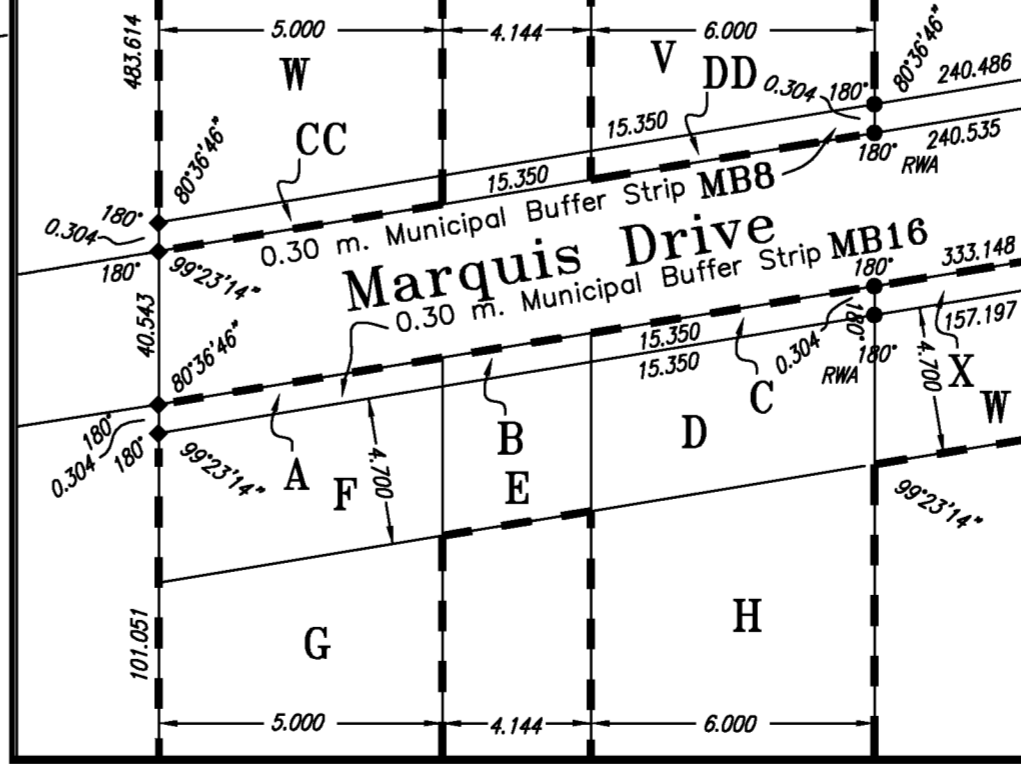 483.614
5.000
4.144
6.000
W
V
DD
0.304
180°
80°36'46"
240.486
CC
15.350
180°
240.535
RWA
80°36'46"
15.350
180°
0.304
0.30 m. Municipal Buffer Strip MB8
180°
99°23'14"
Marquis Drive
0.30 m. Municipal Buffer Strip MB16
180°
333.148
40.543
80°36'46"
15.350
15.350
0.304
180°
180°
RWA
157.197
4.700
X
W
C
180°
0.304
180°
99°23'14"
A
F
4.700
B
E
D
99°23'14"
101.051
G
H
5.000
4.144
6.000